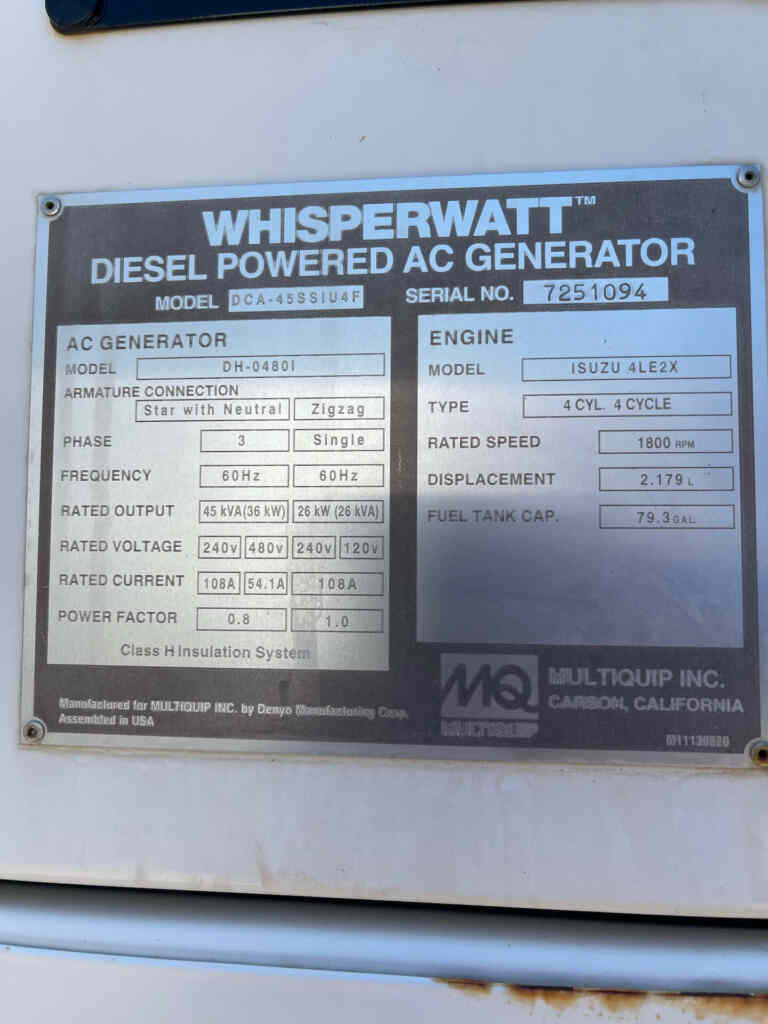 WHISPERWATT™
DIESEL POWERED AC GENERATOR
MODEL DCA-45SSIU4F SERIAL NO. 7251094
AC GENERATOR
MODEL DH-0480I
ARMATURE CONNECTION
Star with Neutral Zigzag
PHASE 3 Single
FREQUENCY 60Hz 60Hz
RATED OUTPUT 45 kVA(36 kW) 26 kW (26 kVA)
RATED VOLTAGE 240v 480v 240v 120v
RATED CURRENT 108A 54.1A 108A
POWER FACTOR 0.8 1.0
Class H Insulation System
ENGINE
MODEL ISUZU 4LE2X
TYPE 4 CYL. 4 CYCLE
RATED SPEED 1800 RPM
DISPLACEMENT 2.179 L
FUEL TANK CAP. 79.3 GAL.
Manufactured for MULTIQUIP INC. by Denyo Manufacturing Corp.
Assembled in USA
MQ
MULTIQUIP
MULTIQUIP INC.
CARSON, CALIFORNIA